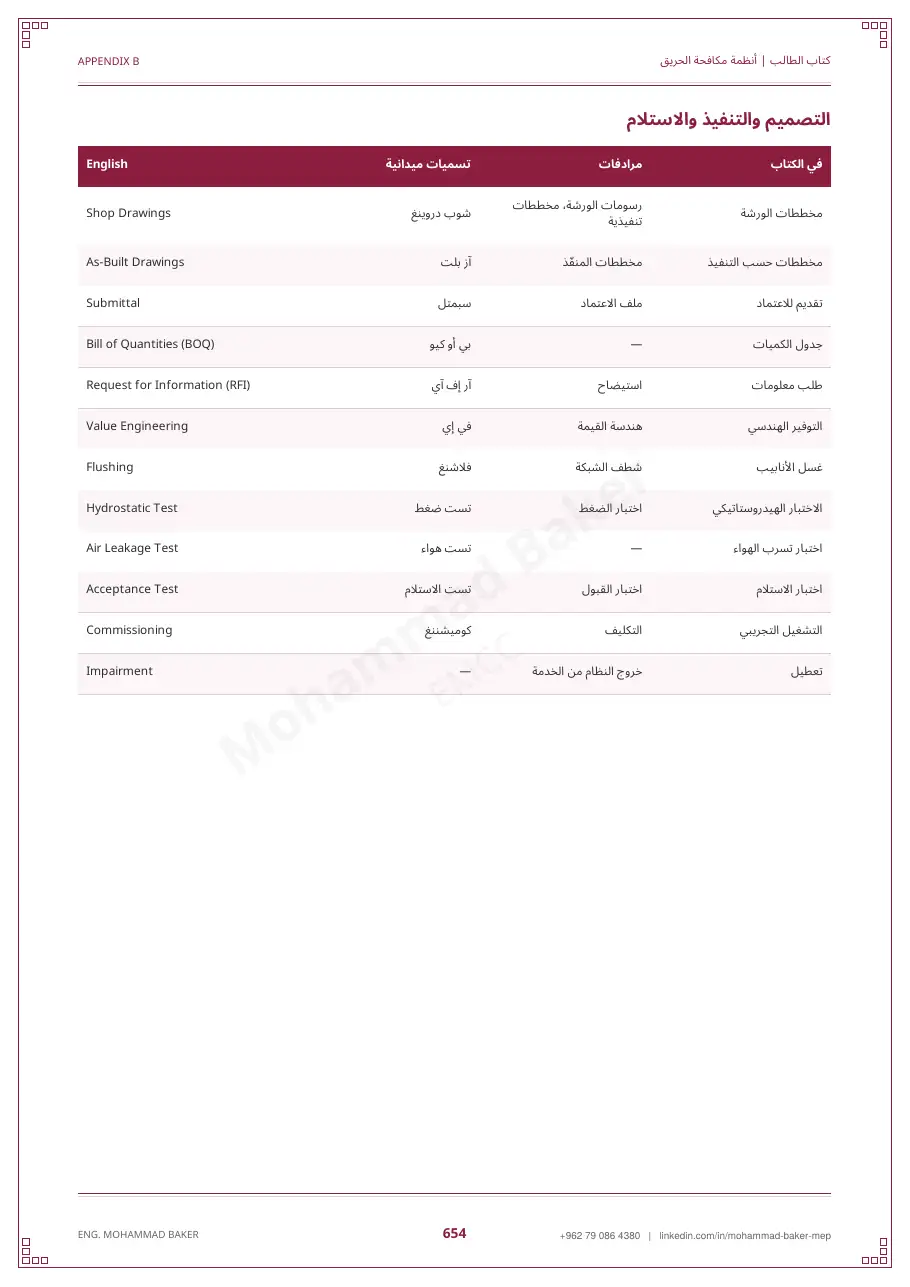 كتاب الطالب | أنظمة مكافحة الحريق
APPENDIX B
التصميم والتنفيذ والاستلام
في الكتاب مرادفات تسميات ميدانية English
مخططات الورشة رسومات الورشة، مخططات تنفيذية شوب دروينغ Shop Drawings
مخططات حسب التنفيذ مخططات المنفّذ آز بلت As-Built Drawings
تقديم للاعتماد ملف الاعتماد سبمتل Submittal
جدول الكميات — بي أو كيو Bill of Quantities (BOQ)
طلب معلومات استيضاح آر إف آي Request for Information (RFI)
التوفير الهندسي هندسة القيمة في إي Value Engineering
غسل الأنابيب شطف الشبكة فلاشنغ Flushing
الاختبار الهيدروستاتيكي اختبار الضغط تست ضغط Hydrostatic Test
اختبار تسرب الهواء — تست هواء Air Leakage Test
اختبار الاستلام اختبار القبول تست الاستلام Acceptance Test
التشغيل التجريبي التكليف كوميشننغ Commissioning
تعطيل خروج النظام من الخدمة — Impairment
Mohammad Baker
ENGC
ENG. MOHAMMAD BAKER
654
+962 79 086 4380 | linkedin.com/in/mohammad-baker-mep